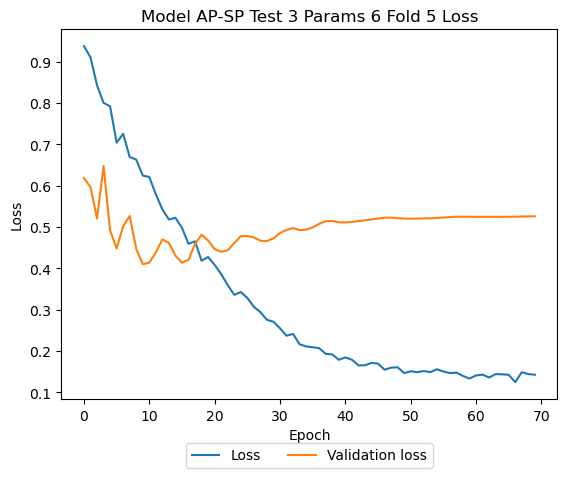 Model AP-SP Test 3 Params 6 Fold 5 Loss
Loss
0.9
0.8
0.7
0.6
0.5
0.4
0.3
0.2
0.1
0 10 20 30 40 50 60 70
Epoch
Loss Validation loss